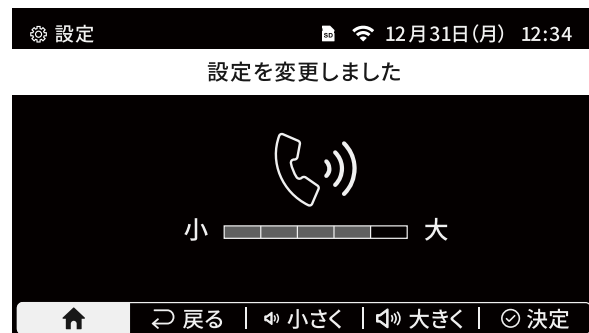 設定 SD 12月31日(月) 12:34
設定を変更しました
小 大
戻る 小さく 大きく 決定